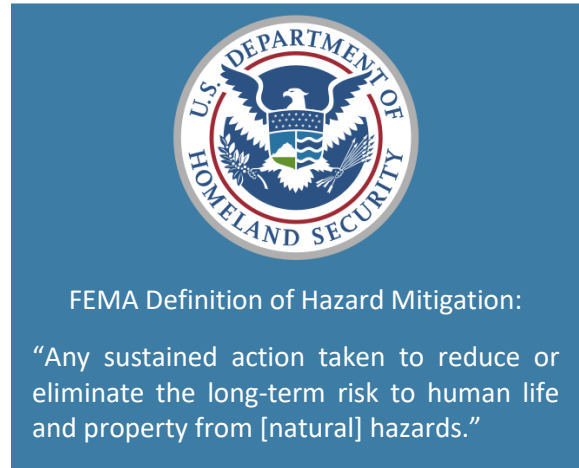 U.S. DEPARTMENT OF
HOMELAND SECURITY
FEMA Definition of Hazard Mitigation:
“Any sustained action taken to reduce or
eliminate the long-term risk to human life
and property from [natural] hazards.”